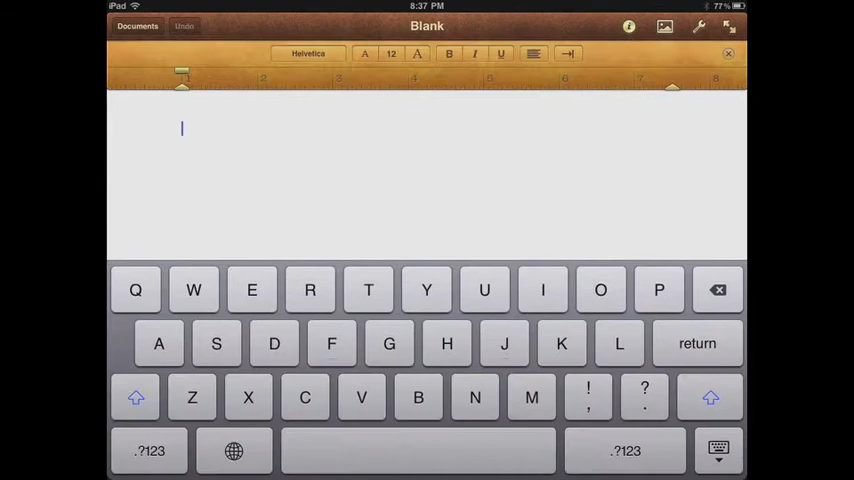 iPad 8:37 PM 77%
Documents Undo Blank i
Helvetica A 12 A B I U
1 2 3 4 5 6 7 8
Q W E R T Y U I O P
A S D F G H J K L return
Z X C V B N M ! , ? .
.?123 .?123